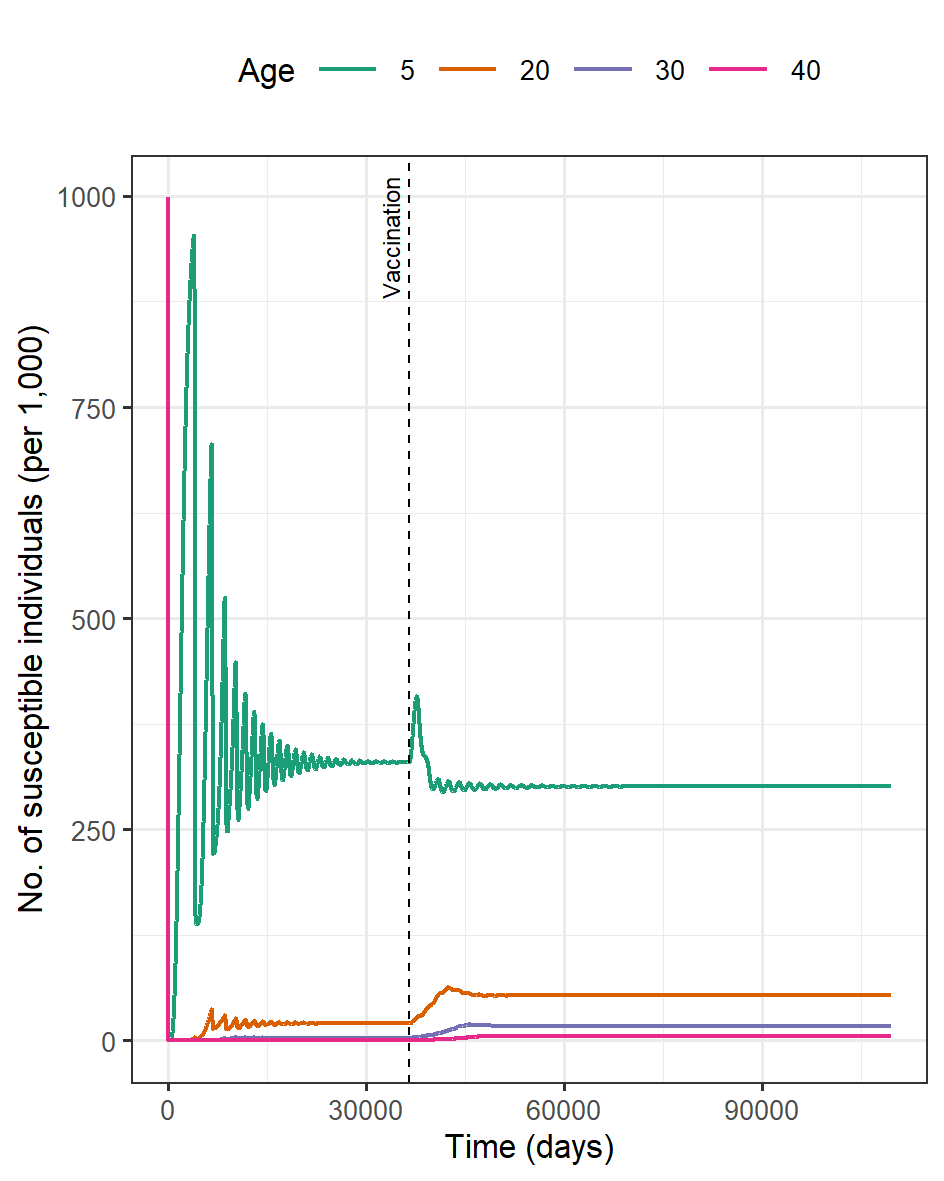 Age 5 20 30 40
Vaccination
1000
750
500
250
0
No. of susceptible individuals (per 1,000)
0 30000 60000 90000
Time (days)